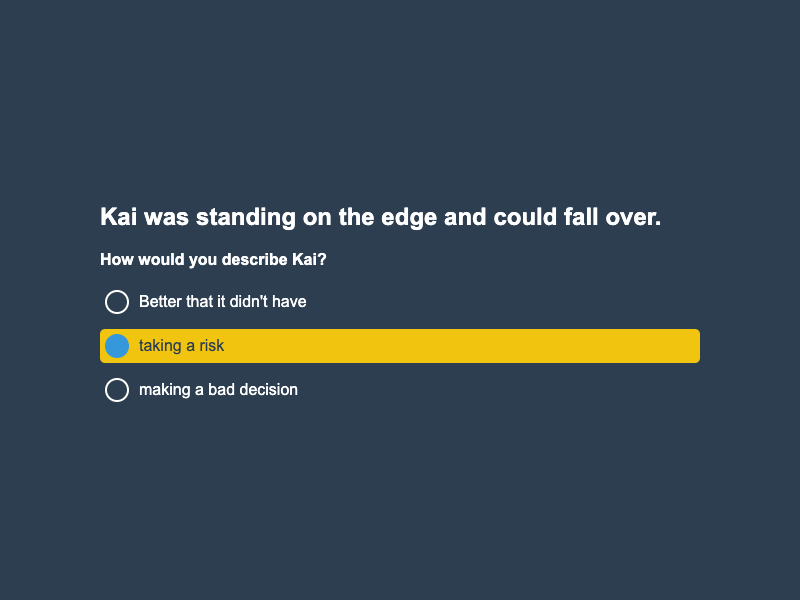 Kai was standing on the edge and could fall over.
How would you describe Kai?
Better that it didn't have
taking a risk
making a bad decision